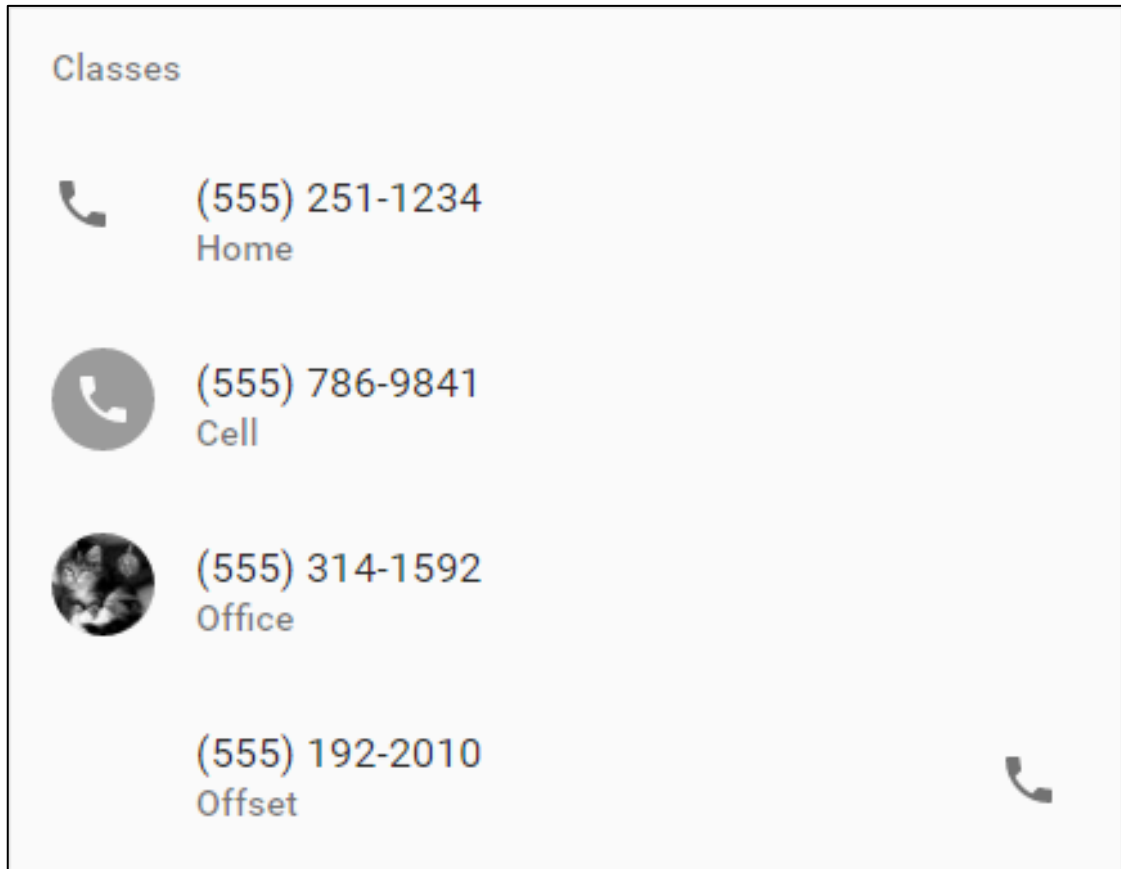 Classes
(555) 251-1234
Home
(555) 786-9841
Cell
(555) 314-1592
Office
(555) 192-2010
Offset